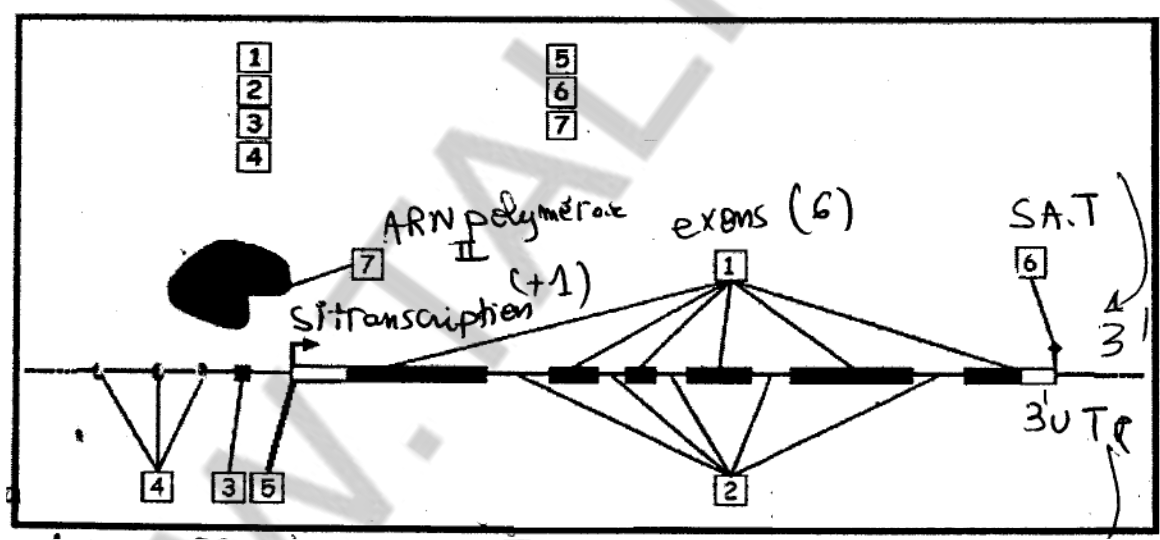 1 5
2 6
3 7
4
ARN polymérase
II
7
exons (6)
1
SA.T
6
(+1)
Si transcription
3'
3'UTR
4 3 5 2